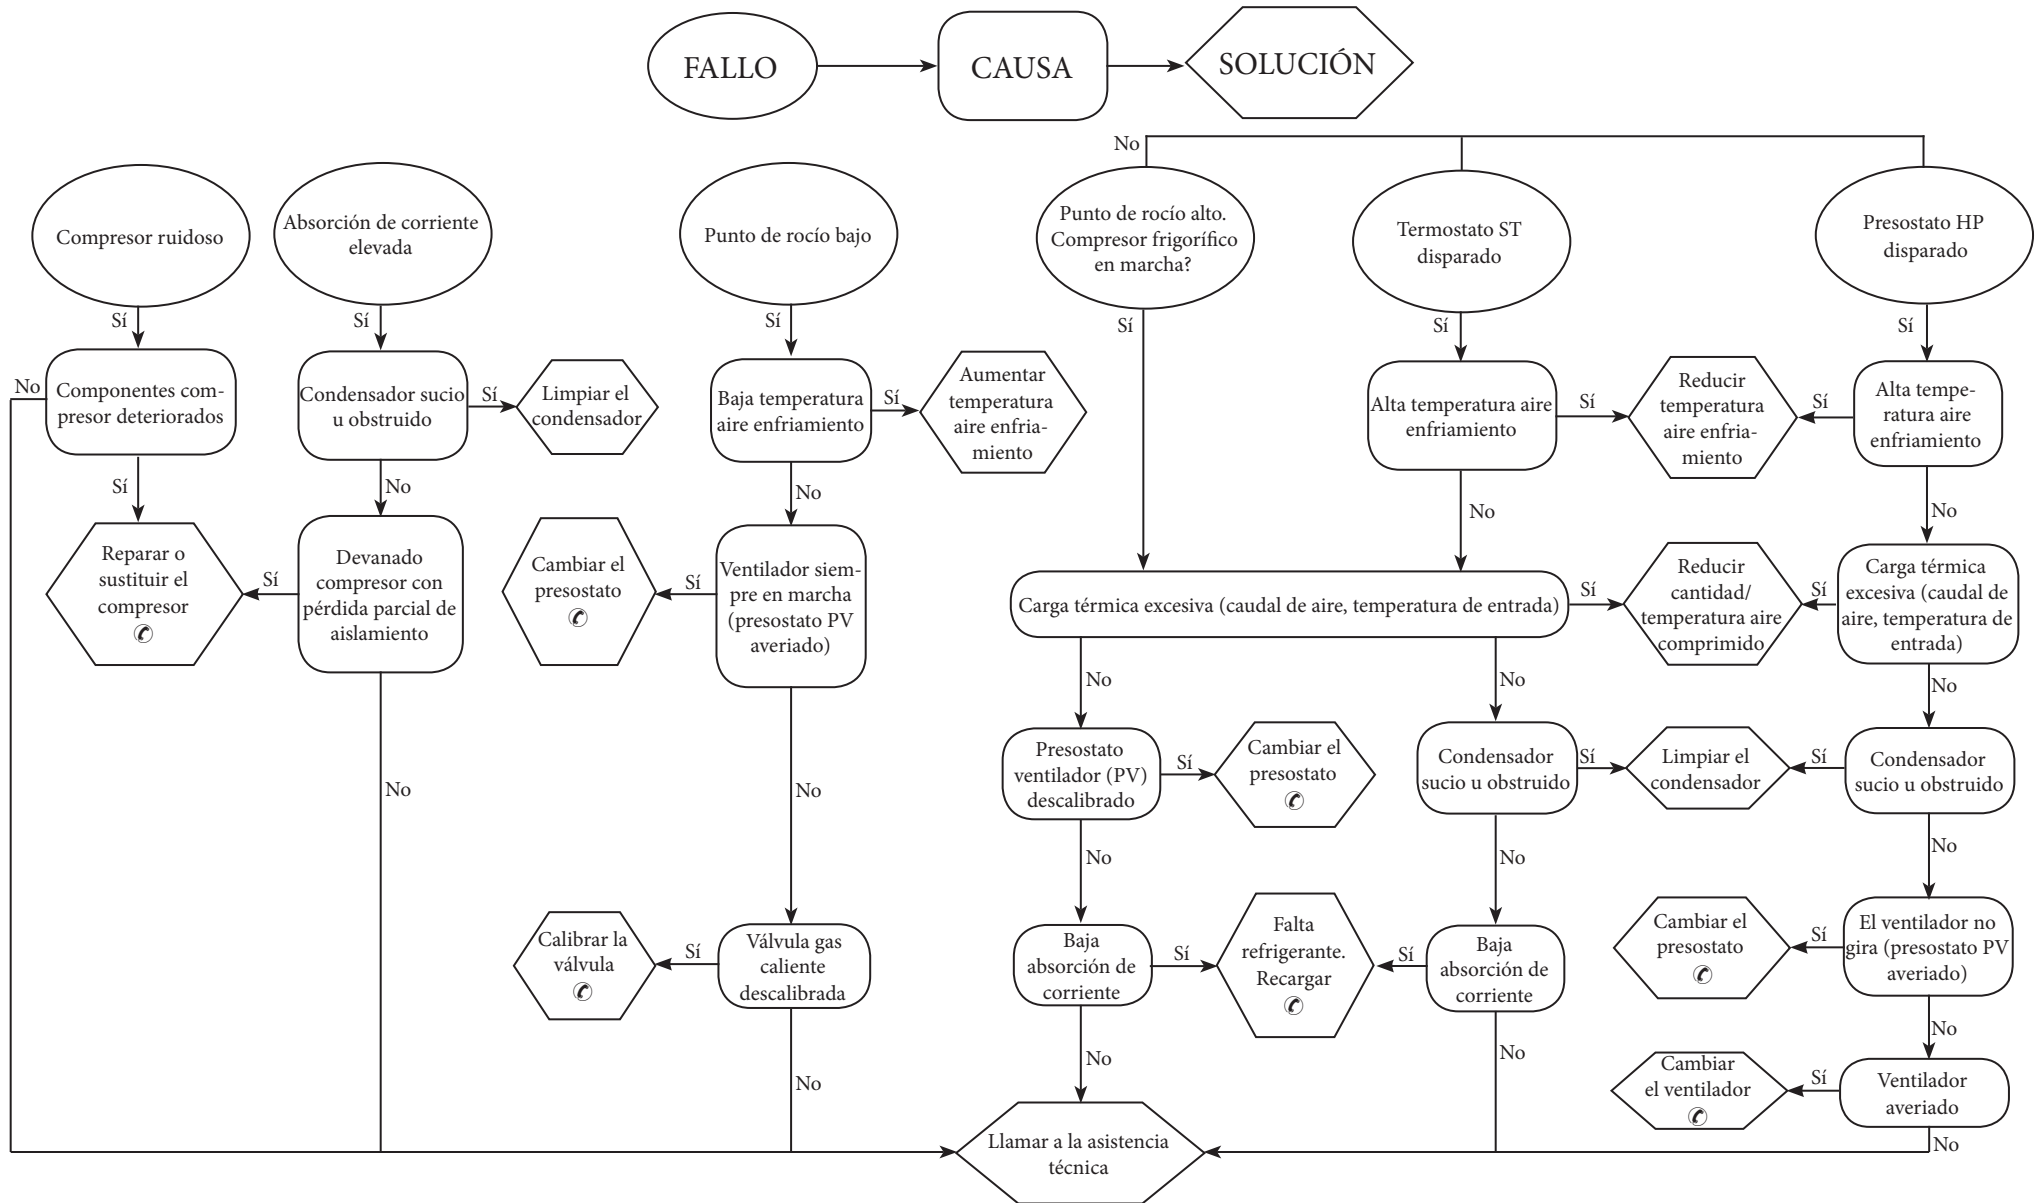 FALLO
CAUSA
SOLUCIÓN
No
Compresor ruidoso
Absorción de corriente
elevada
Punto de rocío bajo
Punto de rocío alto.
Compresor frigorífico
en marcha?
Termostato ST
disparado
Presostato HP
disparado
Sí
Sí
Sí
Sí
Sí
Sí
No
Componentes com-
presor deteriorados
Condensador sucio
u obstruido
Sí
Limpiar el
condensador
Baja temperatura
aire enfriamiento
Sí
Aumentar
temperatura
aire enfria-
miento
Alta temperatura aire
enfriamiento
Sí
Reducir
temperatura
aire enfria-
miento
Sí
Alta tempe-
ratura aire
enfriamiento
Sí
No
No
No
No
Reparar o
sustituir el
compresor
✆
Sí
Devanado
compresor con
pérdida parcial de
aislamiento
Cambiar el
presostato
✆
Sí
Ventilador siem-
pre en marcha
(presostato PV
averiado)
Carga térmica excesiva (caudal de aire, temperatura de entrada)
Sí
Reducir
cantidad/
temperatura aire
comprimido
Sí
Carga térmica
excesiva (caudal de
aire, temperatura de
entrada)
No
No
No
No
No
Presostato
ventilador (PV)
descalibrado
Sí
Cambiar el
presostato
✆
Condensador
sucio u obstruido
Sí
Limpiar el
condensador
Sí
Condensador
sucio u obstruido
No
No
No
Calibrar la
válvula
✆
Sí
Válvula gas
caliente
descalibrada
Baja
absorción de
corriente
Sí
Falta
refrigerante.
Recargar
✆
Sí
Baja
absorción de
corriente
Cambiar el
presostato
✆
Sí
El ventilador no
gira (presostato PV
averiado)
No
No
No
No
Cambiar
el ventilador
✆
Sí
Ventilador
averiado
Llamar a la asistencia
técnica
No